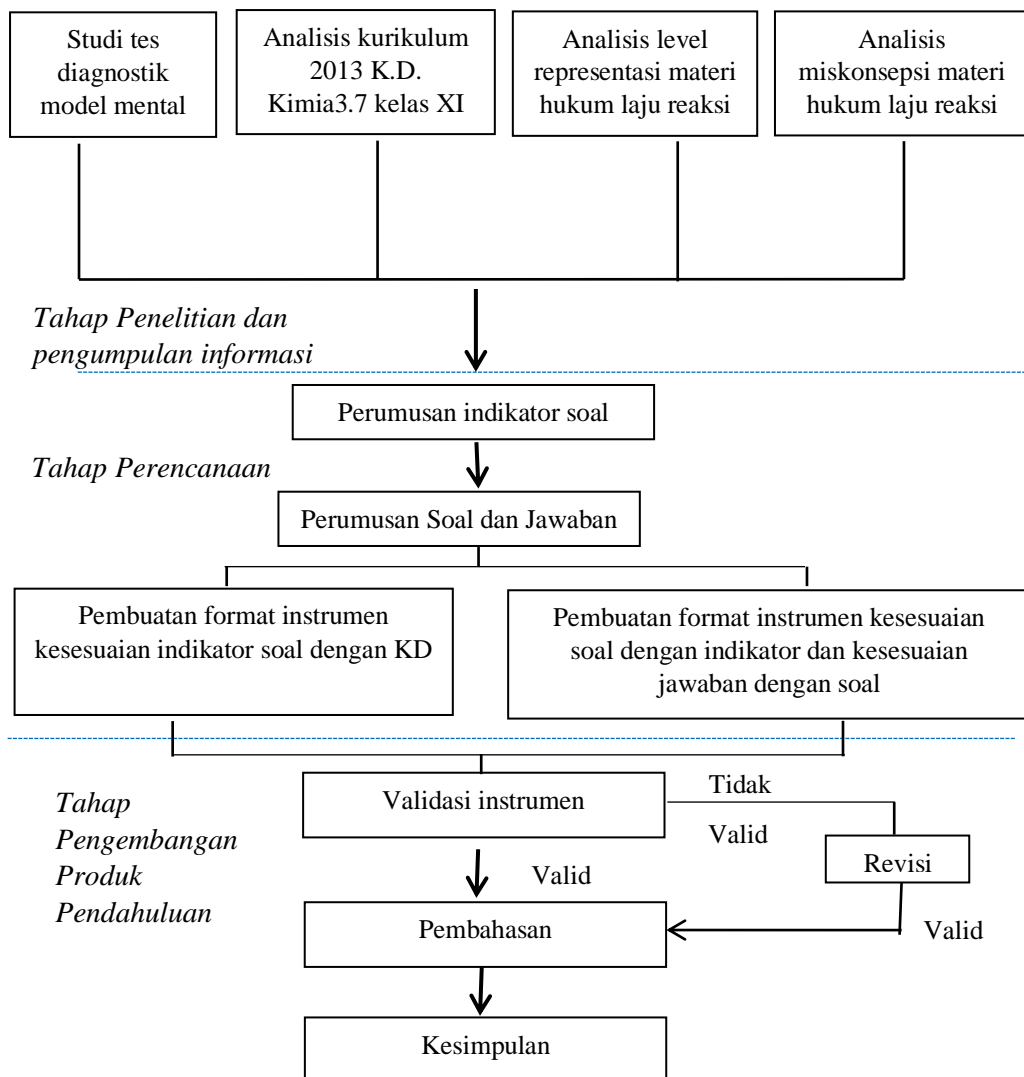 Studi tes
diagnostik
model mental
Analisis kurikulum
2013 K.D.
Kimia3.7 kelas XI
Analisis level
representasi materi
hukum laju reaksi
Analisis
miskonsepsi materi
hukum laju reaksi
Tahap Penelitian dan
pengumpulan informasi
Perumusan indikator soal
Tahap Perencanaan
Perumusan Soal dan Jawaban
Pembuatan format instrumen
kesesuaian indikator soal dengan KD
Pembuatan format instrumen kesesuaian
soal dengan indikator dan kesesuaian
jawaban dengan soal
Tahap
Pengembangan
Produk
Pendahuluan
Validasi instrumen
Tidak
Valid
Revisi
Valid
Valid
Pembahasan
Kesimpulan